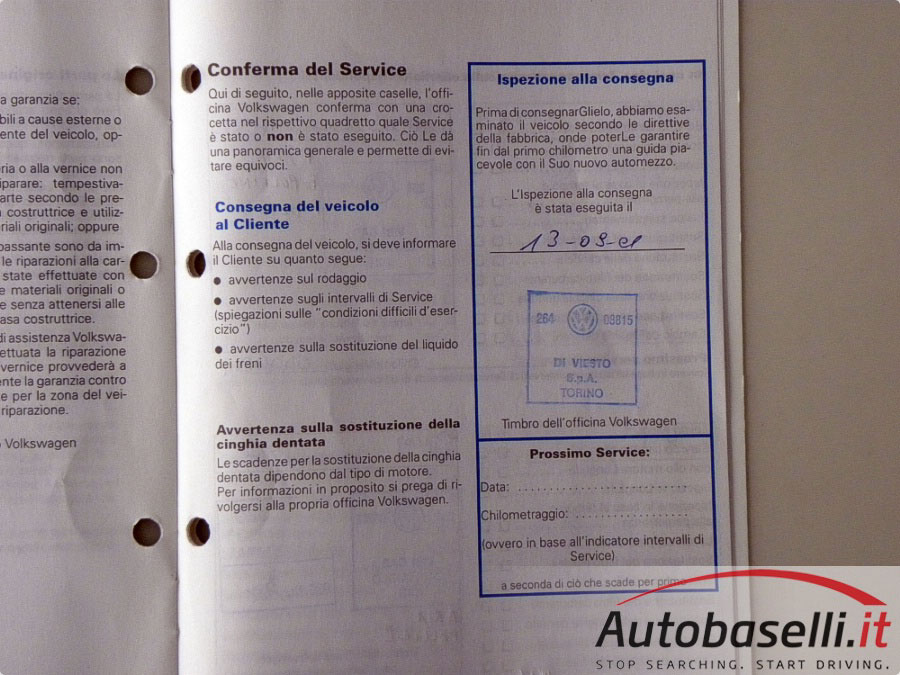 a garanzia se:
bili a cause esterne o
ente del veicolo, op-
ria o alla vernice non
iparare: tempestiva-
arte secondo le pre-
costruttrice e utiliz-
riali originali; oppure
passante sono da im-
le riparazioni alla car-
state effettuate con
e materiali originali o
e senza attenersi alle
asa costruttrice.
di assistenza Volkswa-
ettuata la riparazione
vernice provvederà a
ente la garanzia contro
e per la zona del vei-
riparazione.
Volkswagen
Conferma del Service
Qui di seguito, nelle apposite caselle, l'offi-
cina Volkswagen conferma con una cro-
cetta nel rispettivo quadretto quale Service
è stato o non è stato eseguito. Ciò Le dà
una panoramica generale e permette di evi-
tare equivoci.
Consegna del veicolo
al Cliente
Alla consegna del veicolo, si deve informare
il Cliente su quanto segue:
● avvertenze sul rodaggio
● avvertenze sugli intervalli di Service
(spiegazioni sulle "condizioni difficili d'eser-
cizio")
● avvertenze sulla sostituzione del liquido
dei freni
Avvertenza sulla sostituzione della
cinghia dentata
Le scadenze per la sostituzione della cinghia
dentata dipendono dal tipo di motore.
Per informazioni in proposito si prega di ri-
volgersi alla propria officina Volkswagen.
Ispezione alla consegna
Prima di consegnarGlielo, abbiamo esa-
minato il veicolo secondo le direttive
della fabbrica, onde poterLe garantire
fin dal primo chilometro una guida pia-
cevole con il Suo nuovo automezzo.
L'Ispezione alla consegna
è stata eseguita il
13-09-01
264 09815
DI VIESTO
S.p.A.
TORINO
Timbro dell'officina Volkswagen
Prossimo Service:
Data: ..........................
Chilometraggio: .................
(ovvero in base all'indicatore intervalli di
Service)
a seconda di ciò che scade per primo
Autobaselli.it
STOP SEARCHING. START DRIVING.